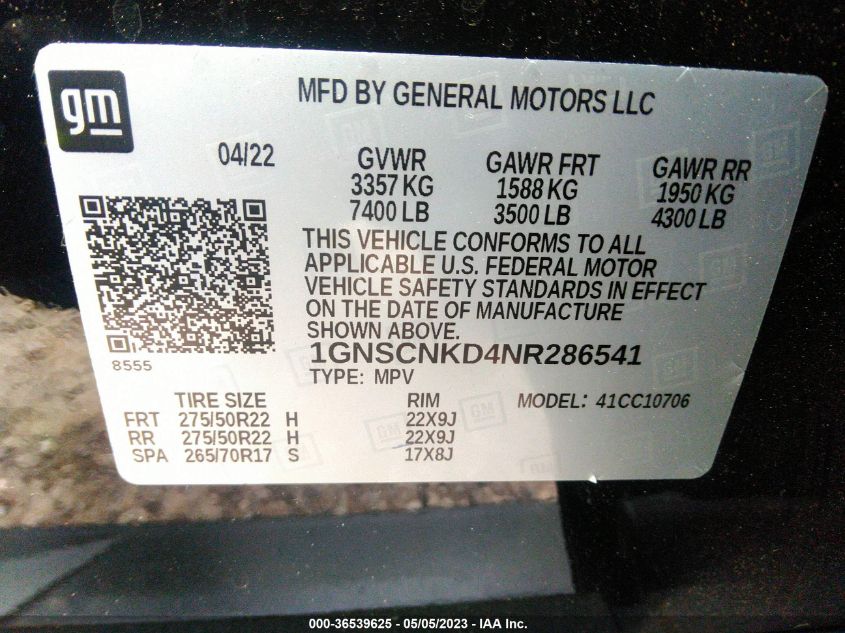 gm
MFD BY GENERAL MOTORS LLC
04/22 GVWR GAWR FRT GAWR RR
3357 KG 1588 KG 1950 KG
7400 LB 3500 LB 4300 LB
THIS VEHICLE CONFORMS TO ALL
APPLICABLE U.S. FEDERAL MOTOR
VEHICLE SAFETY STANDARDS IN EFFECT
ON THE DATE OF MANUFACTURE
SHOWN ABOVE.
8555
1GNSCNKD4NR286541
TYPE: MPV
TIRE SIZE RIM MODEL: 41CC10706
FRT 275/50R22 H 22X9J
RR 275/50R22 H 22X9J
SPA 265/70R17 S 17X8J
000-36539625 - 05/05/2023 - IAA Inc.